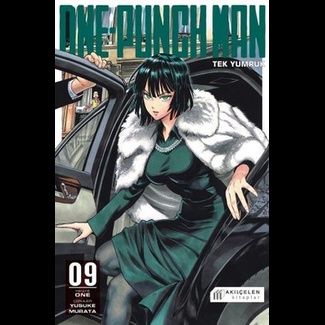 ONE PUNCH MAN
TEK YUMRUK
09
ONE
YUSUKE
MURATA
AKILÇELEN
kitaplar